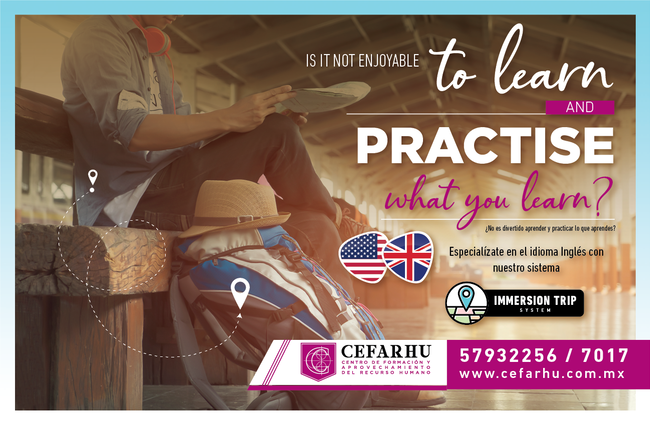 IS IT NOT ENJOYABLE to learn
AND
PRACTISE
what you learn?
¿No es divertido aprender y practicar lo que aprendes?
Especialízate en el idioma Inglés con
nuestro sistema
IMMERSION TRIP
SYSTEM
CEFARHU
CENTRO DE FORMACIÓN Y
APROVECHAMIENTO
DEL RECURSO HUMANO
57932256 / 7017
www.cefarhu.com.mx